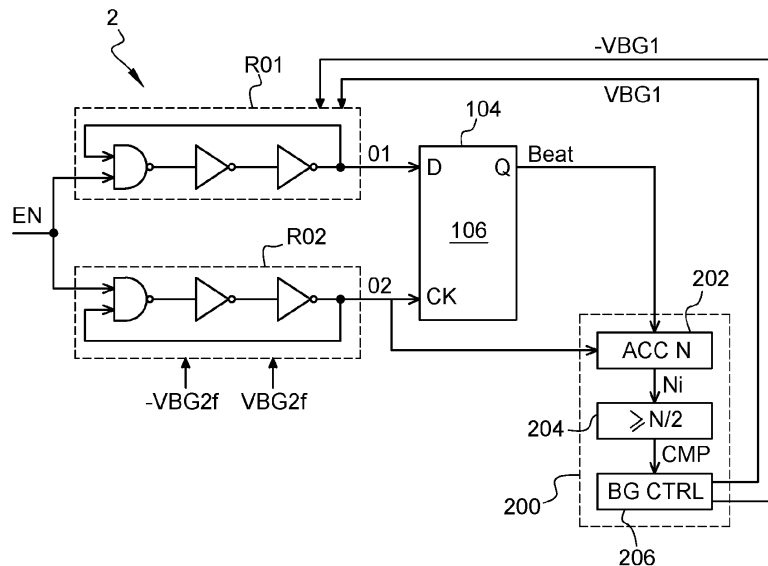 2
-VBG1
R01
VBG1
104
01
D
Q
Beat
EN
106
R02
02
CK
202
ACC N
-VBG2f
VBG2f
Ni
204
⩾N/2
CMP
200
BG CTRL
206